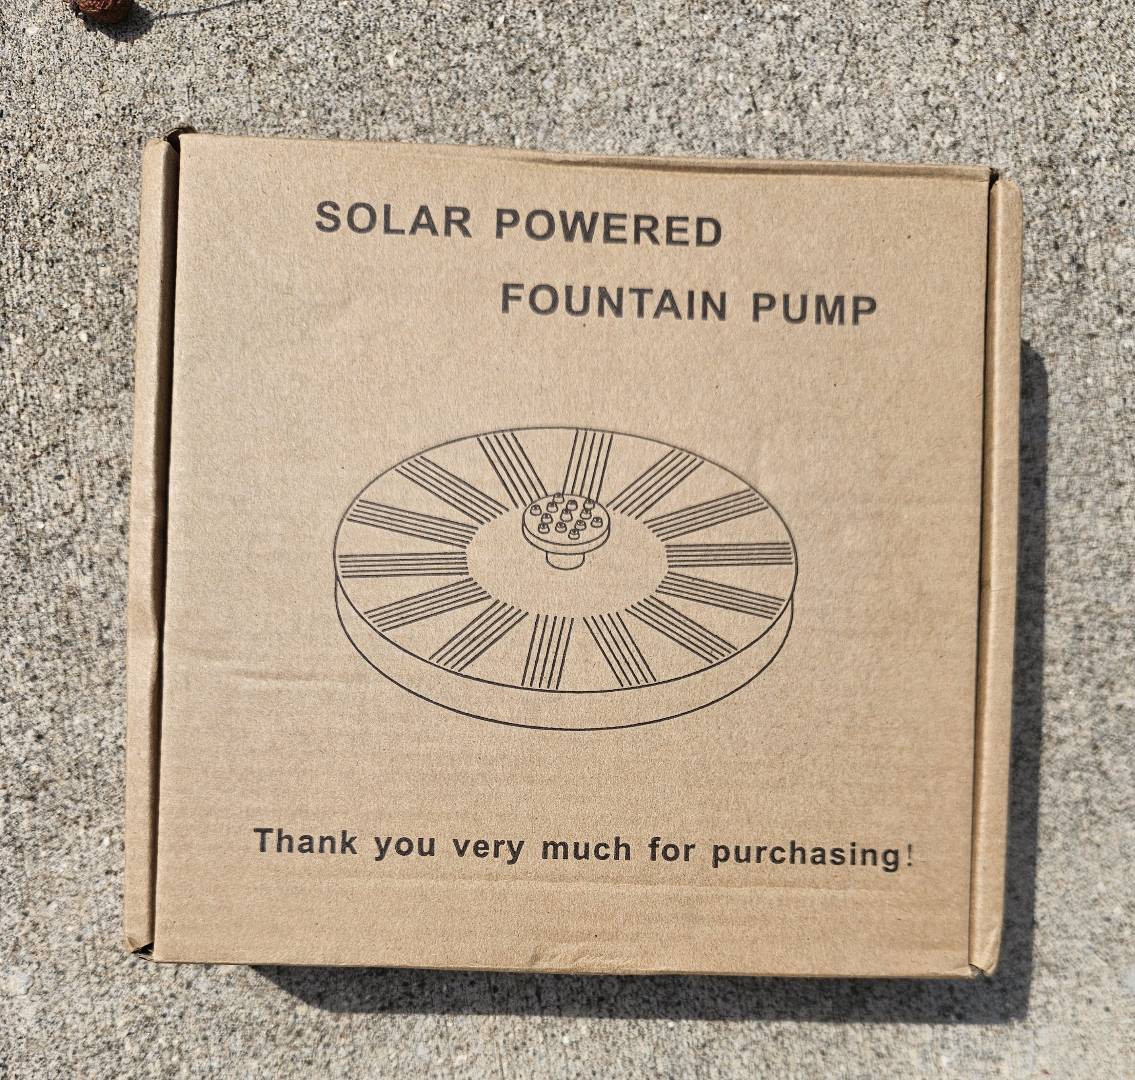 SOLAR POWERED
FOUNTAIN PUMP
Thank you very much for purchasing!